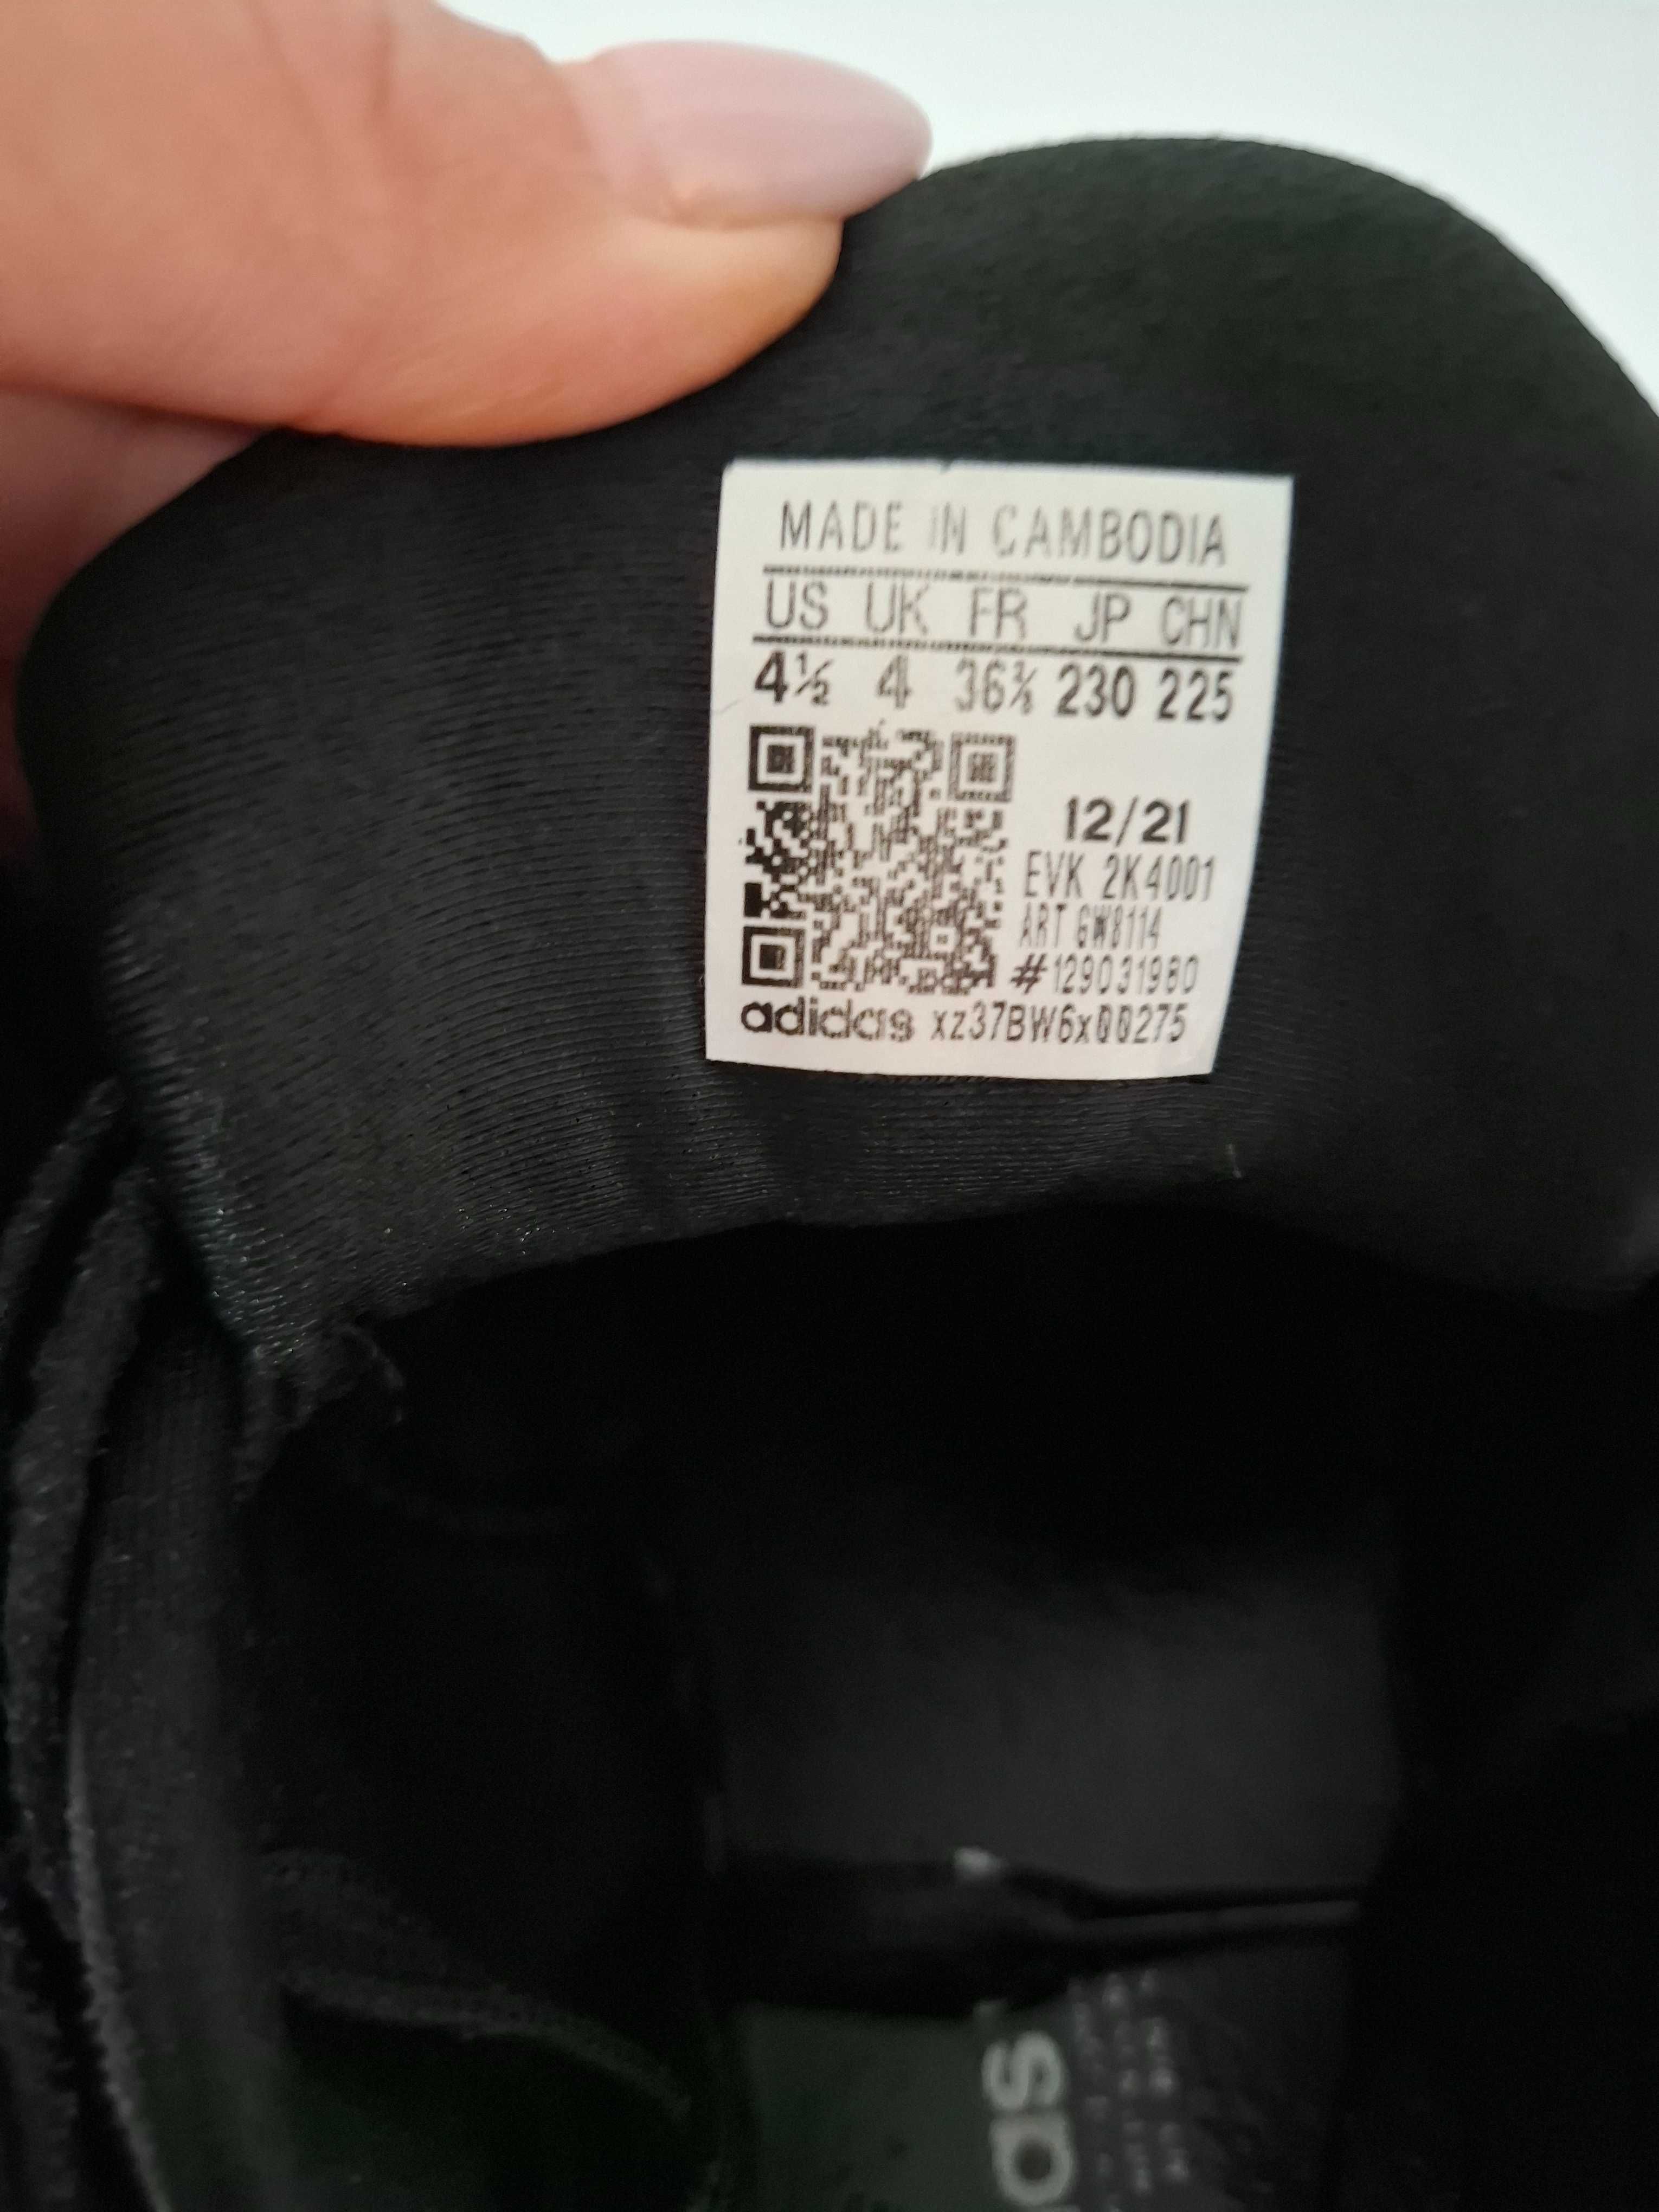 MADE IN CAMBODIA
US UK FR JP CHN
4½ 4 36⅔ 230 225
12/21
EVK 2K4001
ART GW8114
#129031980
adidas xz37BW6x00275